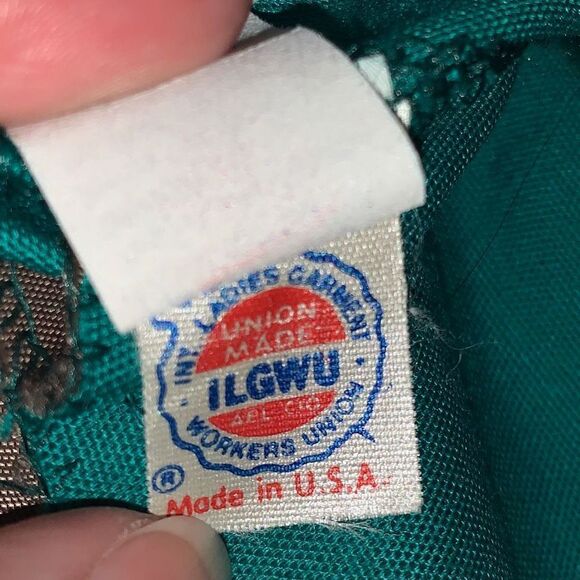 INT. LADIES GARMENT
UNION
MADE
ILGWU
AFL CIO
WORKERS UNION
®
Made in U.S.A.